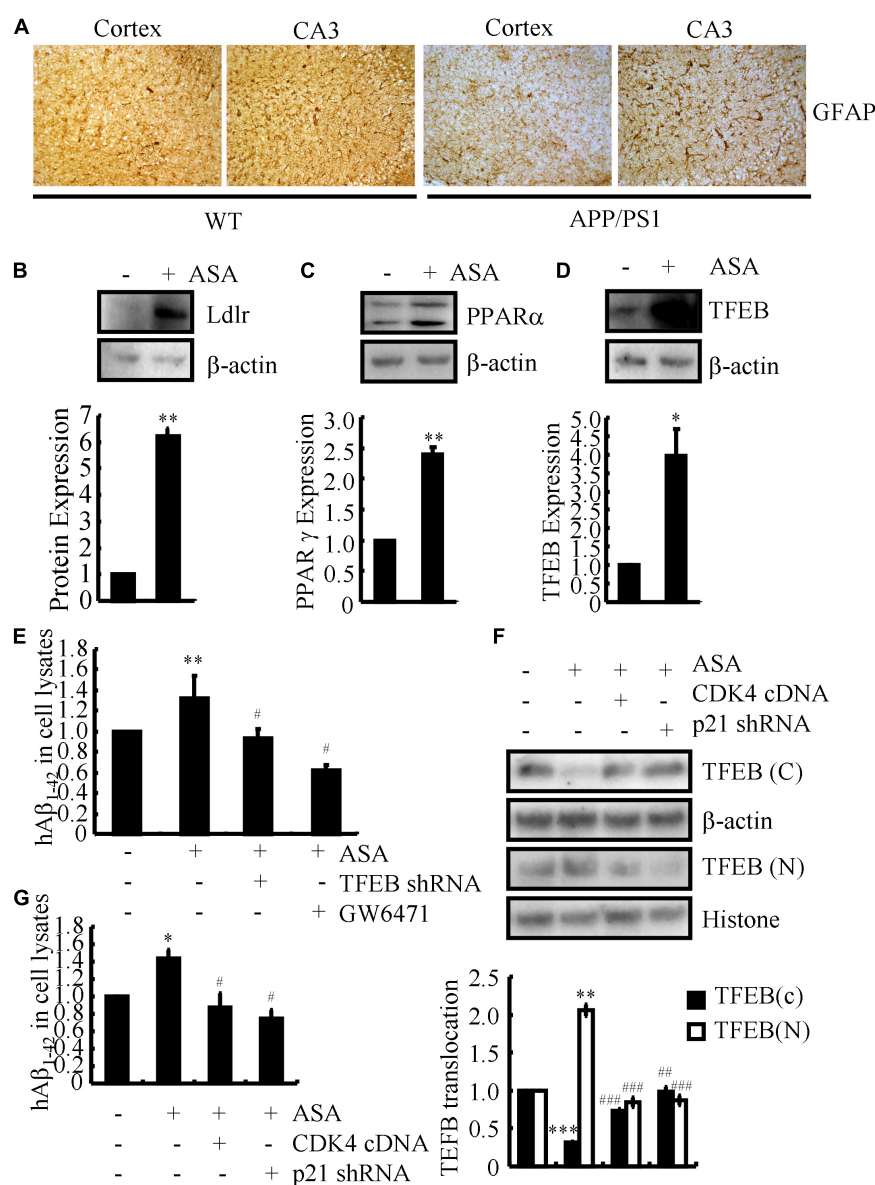 A
Cortex CA3 Cortex CA3
GFAP
WT APP/PS1
B
- + ASA
Ldlr
β-actin
Protein Expression
7
6
5
4
3
2
1
0
**
C
- + ASA
PPARα
β-actin
PPAR γ Expression
3.0
2.5
2.0
1.5
1.0
0.5
0
**
D
- + ASA
TFEB
β-actin
TFEB Expression
5.0
4.5
4.0
3.5
3.0
2.5
2.0
1.5
1.0
0.5
0
*
E
hAβ1-42 in cell lysates
1.8
1.6
1.4
1.2
1.0
0.8
0.6
0.4
0.2
0
** # #
- + + + ASA
- - + - TFEB shRNA
- - - + GW6471
F
- + + + ASA
- - + - CDK4 cDNA
- - - + p21 shRNA
TFEB (C)
β-actin
TFEB (N)
Histone
TEFB translocation
2.5
2.0
1.5
1.0
0.5
0
*** ** ### ### ## ###
TFEB(c)
TFEB(N)
G
hAβ1-42 in cell lysates
1.8
1.6
1.4
1.2
1.0
0.8
0.6
0.4
0.2
0
* # #
- + + + ASA
- - + - CDK4 cDNA
- - - + p21 shRNA